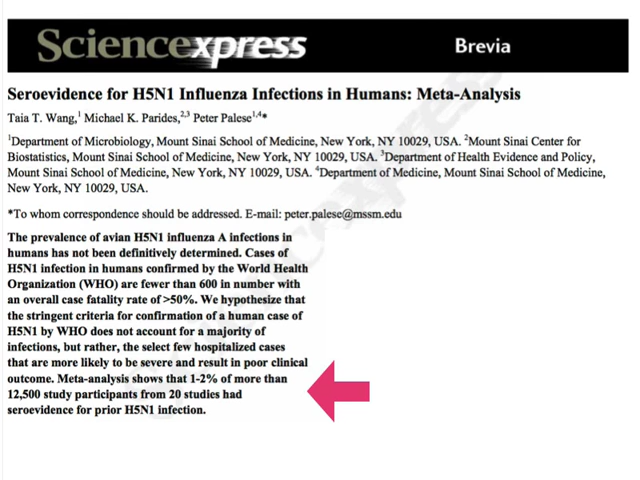 Sciencexpress Brevia
Seroevidence for H5N1 Influenza Infections in Humans: Meta-Analysis
Taia T. Wang,¹ Michael K. Parides,²,³ Peter Palese¹,⁴*
¹Department of Microbiology, Mount Sinai School of Medicine, New York, NY 10029, USA. ²Mount Sinai Center for
Biostatistics, Mount Sinai School of Medicine, New York, NY 10029, USA. ³Department of Health Evidence and Policy,
Mount Sinai School of Medicine, New York, NY 10029, USA. ⁴Department of Medicine, Mount Sinai School of Medicine,
New York, NY 10029, USA.
*To whom correspondence should be addressed. E-mail: peter.palese@mssm.edu
The prevalence of avian H5N1 influenza A infections in
humans has not been definitively determined. Cases of
H5N1 infection in humans confirmed by the World Health
Organization (WHO) are fewer than 600 in number with
an overall case fatality rate of >50%. We hypothesize that
the stringent criteria for confirmation of a human case of
H5N1 by WHO does not account for a majority of
infections, but rather, the select few hospitalized cases
that are more likely to be severe and result in poor clinical
outcome. Meta-analysis shows that 1-2% of more than
12,500 study participants from 20 studies had
seroevidence for prior H5N1 infection.